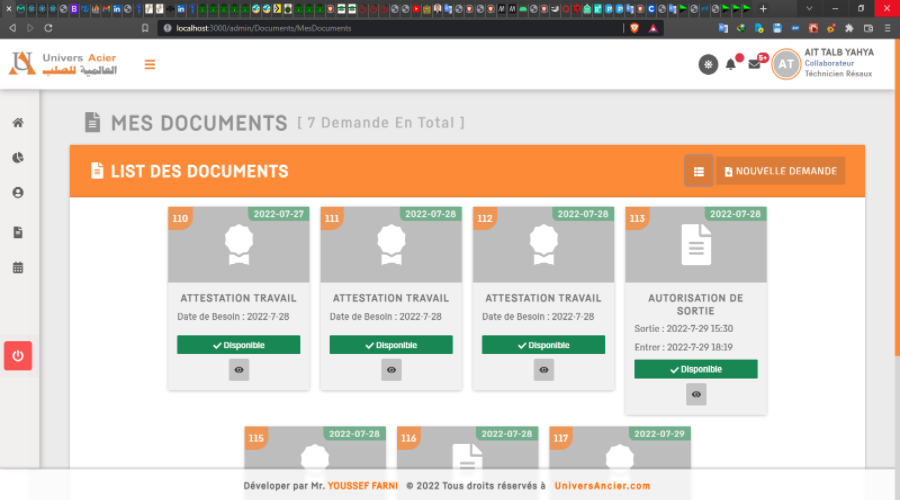 localhost:3000/admin/Documents/MesDocuments
Univers Acier
العالمية للصلب
5+
AT
AIT TALB YAHYA
Collaborateur
Téchnicien Résaux
MES DOCUMENTS [ 7 Demande En Total ]
LIST DES DOCUMENTS
NOUVELLE DEMANDE
110 2022-07-27
ATTESTATION TRAVAIL
Date de Besoin : 2022-7-28
Disponible
111 2022-07-28
ATTESTATION TRAVAIL
Date de Besoin : 2022-7-28
Disponible
112 2022-07-28
ATTESTATION TRAVAIL
Date de Besoin : 2022-7-28
Disponible
113 2022-07-28
AUTORISATION DE
SORTIE
Sortie : 2022-7-29 15:30
Entrer : 2022-7-29 18:19
Disponible
115 2022-07-28
116 2022-07-28
117 2022-07-29
Déveloper par Mr. YOUSSEF FARNI © 2022 Tous droits réservés à UniversAncier.com